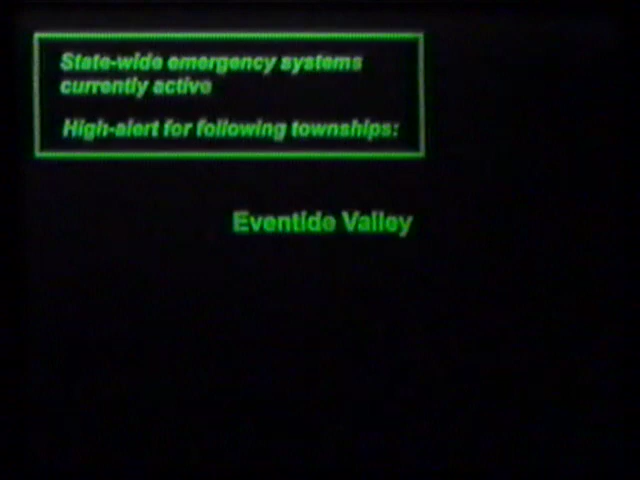 State-wide emergency systems
currently active
High-alert for following townships:
Eventide Valley